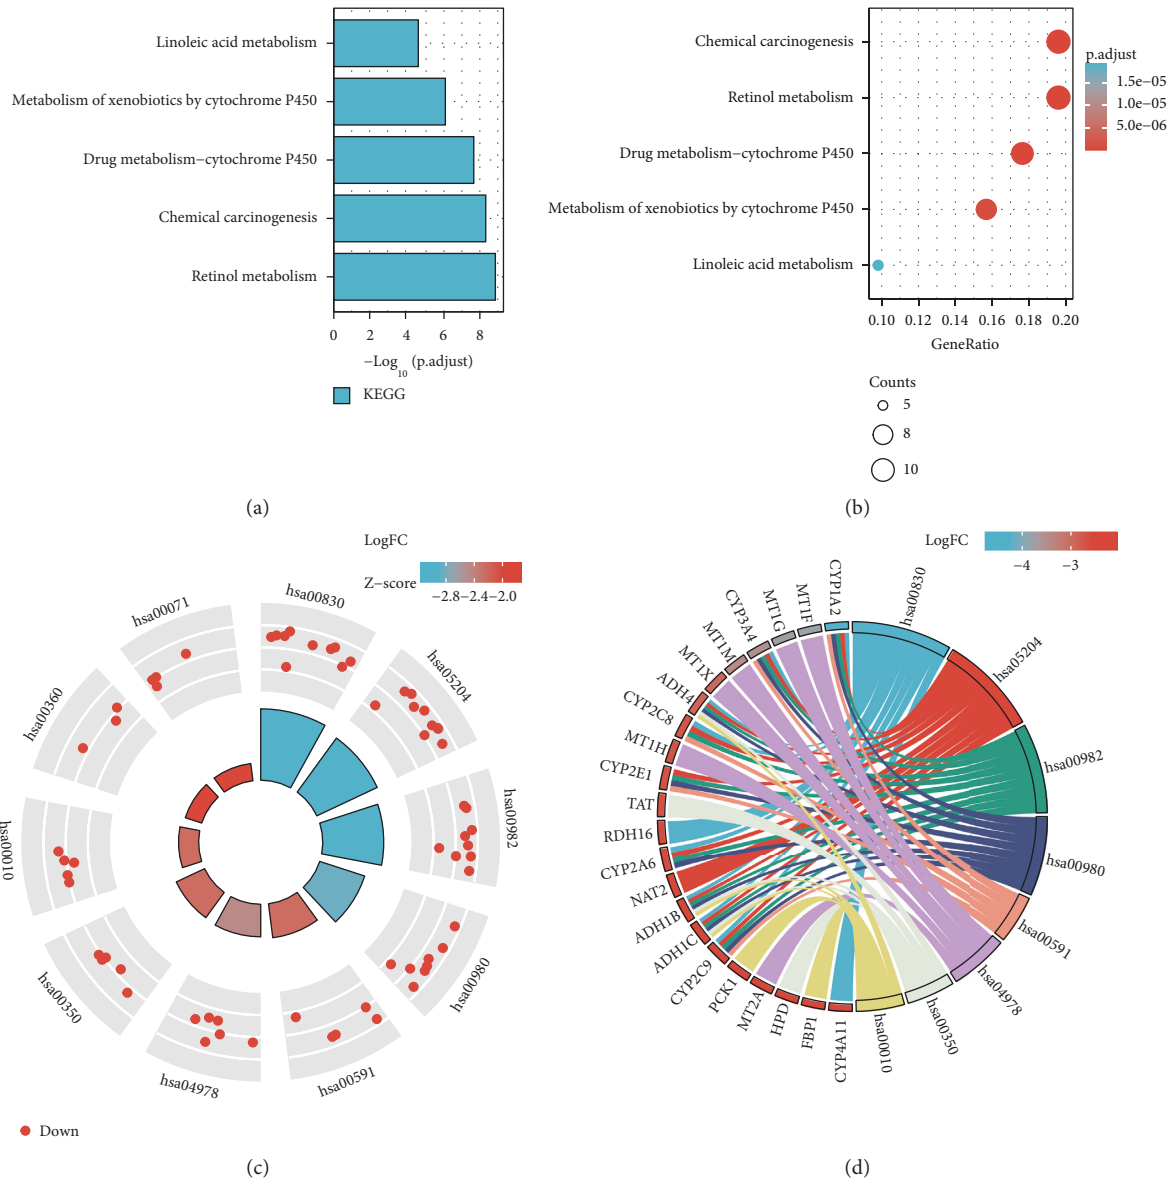 Linoleic acid metabolism
Metabolism of xenobiotics by cytochrome P450
Drug metabolism−cytochrome P450
Chemical carcinogenesis
Retinol metabolism
0 2 4 6 8
−Log10 (p.adjust)
KEGG
(a)
Chemical carcinogenesis
Retinol metabolism
Drug metabolism−cytochrome P450
Metabolism of xenobiotics by cytochrome P450
Linoleic acid metabolism
0.10 0.12 0.14 0.16 0.18 0.20
GeneRatio
p.adjust
1.5e−05
1.0e−05
5.0e−06
Counts
5
8
10
(b)
LogFC
Z−score
−2.8 −2.4 −2.0
hsa00830
hsa05204
hsa00982
hsa00980
hsa00591
hsa04978
hsa00350
hsa00010
hsa00360
hsa00071
Down
(c)
LogFC
−4 −3
hsa00830
hsa05204
hsa00982
hsa00980
hsa00591
hsa04978
hsa00350
hsa00010
CYP4A11
FBP1
HPD
MT2A
PCK1
CYP2C9
ADH1C
ADH1B
NAT2
CYP2A6
RDH16
TAT
CYP2E1
MT1H
CYP2C8
ADH4
MT1X
MT1M
CYP3A4
MT1G
MT1F
CYP1A2
(d)